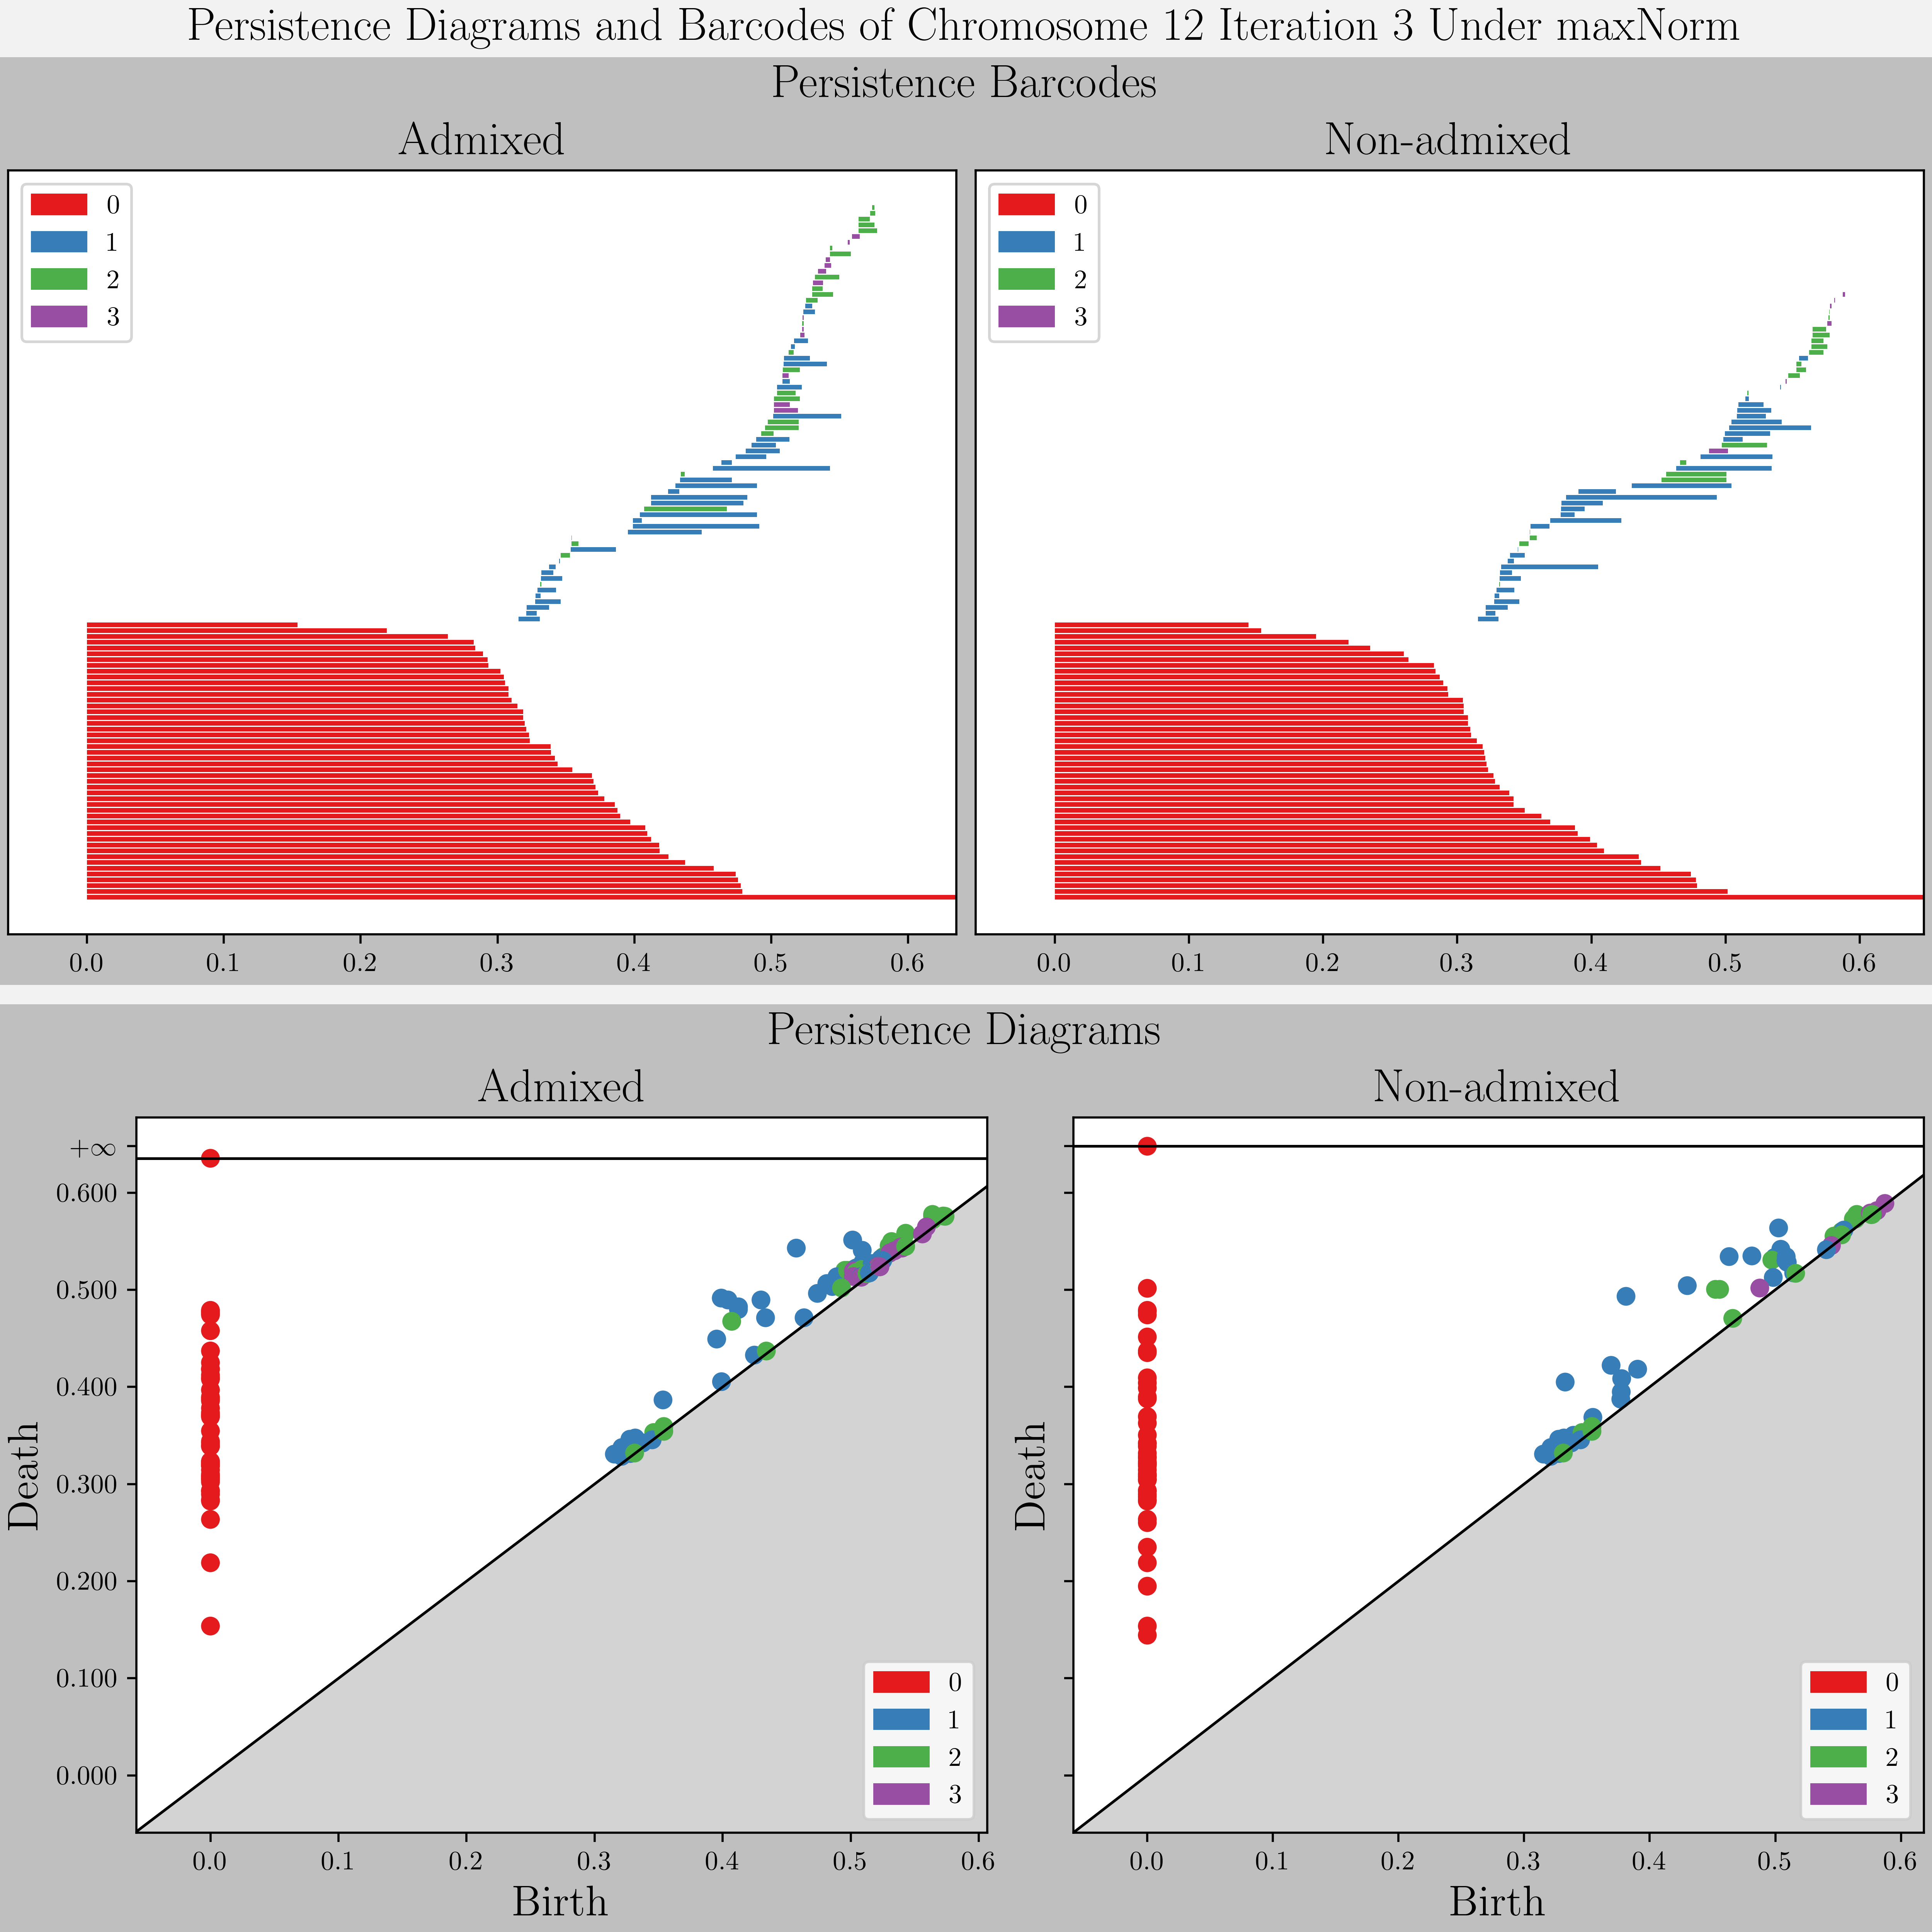 Persistence Diagrams and Barcodes of Chromosome 12 Iteration 3 Under maxNorm
Persistence Barcodes
Admixed
0
1
2
3
0.0 0.1 0.2 0.3 0.4 0.5 0.6
Non-admixed
0
1
2
3
0.0 0.1 0.2 0.3 0.4 0.5 0.6
Persistence Diagrams
Admixed
+∞
0.600
0.500
0.400
0.300
0.200
0.100
0.000
Death
0
1
2
3
0.0 0.1 0.2 0.3 0.4 0.5 0.6
Birth
Non-admixed
Death
0
1
2
3
0.0 0.1 0.2 0.3 0.4 0.5 0.6
Birth